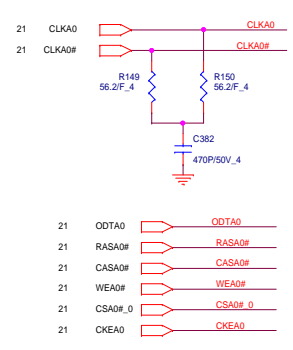 21 CLKA0 CLKA0
21 CLKA0# CLKA0#
R149 R150
56.2/F_4 56.2/F_4
C382
470P/50V_4
21 ODTA0 ODTA0
21 RASA0# RASA0#
21 CASA0# CASA0#
21 WEA0# WEA0#
21 CSA0#_0 CSA0#_0
21 CKEA0 CKEA0